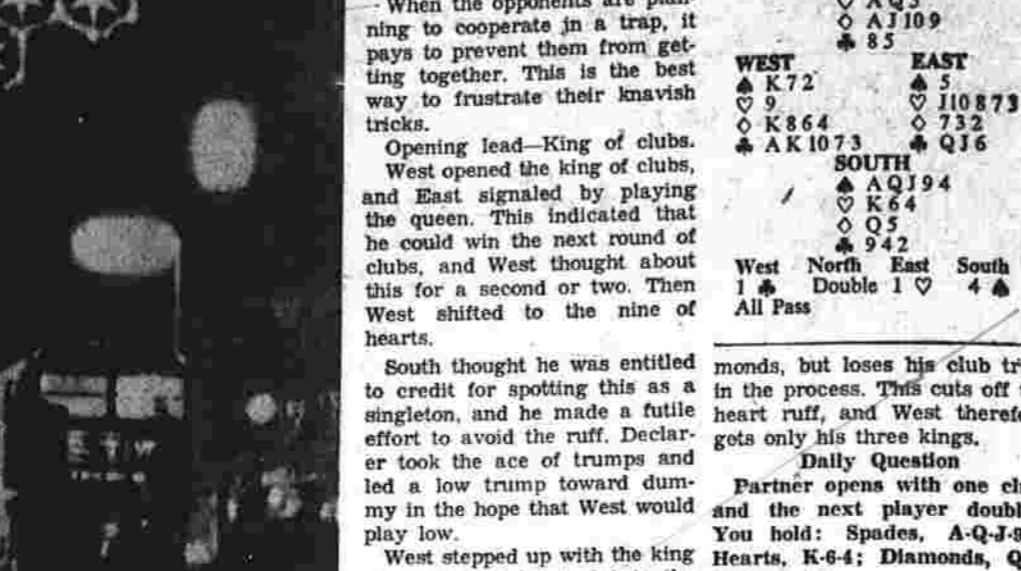 When the opponents are plan-
ning to cooperate in a trap, it
pays to prevent them from get-
ting together. This is the best
way to frustrate their knavish
tricks.
Opening lead—King of clubs.
West opened the king of clubs,
and East signaled by playing
the queen. This indicated that
he could win the next round of
clubs, and West thought about
this for a second or two. Then
West shifted to the nine of
hearts.
South thought he was entitled
to credit for spotting this as a
singleton, and he made a futile
effort to avoid the ruff. Declar-
er took the ace of trumps and
led a low trump toward dum-
my in the hope that West would
play low.
West stepped up with the king
♡ A Q 3
♢ A J 10 9
♣ 8 5
WEST EAST
♠ K 7 2 ♠ 5
♡ 9 ♡ J 10 8 7 3
♢ K 8 6 4 ♢ 7 3 2
♣ A K 10 7 3 ♣ Q J 6
SOUTH
♠ A Q J 9 4
♡ K 6 4
♢ Q 5
♣ 9 4 2
West North East South
1 ♣ Double 1 ♡ 4 ♠
All Pass
monds, but loses his club tr
in the process. This cuts off
heart ruff, and West theref
gets only his three kings.
Daily Question
Partner opens with one cl
and the next player doubl
You hold: Spades, A-Q-J-9
Hearts, K-6-4; Diamonds, Q